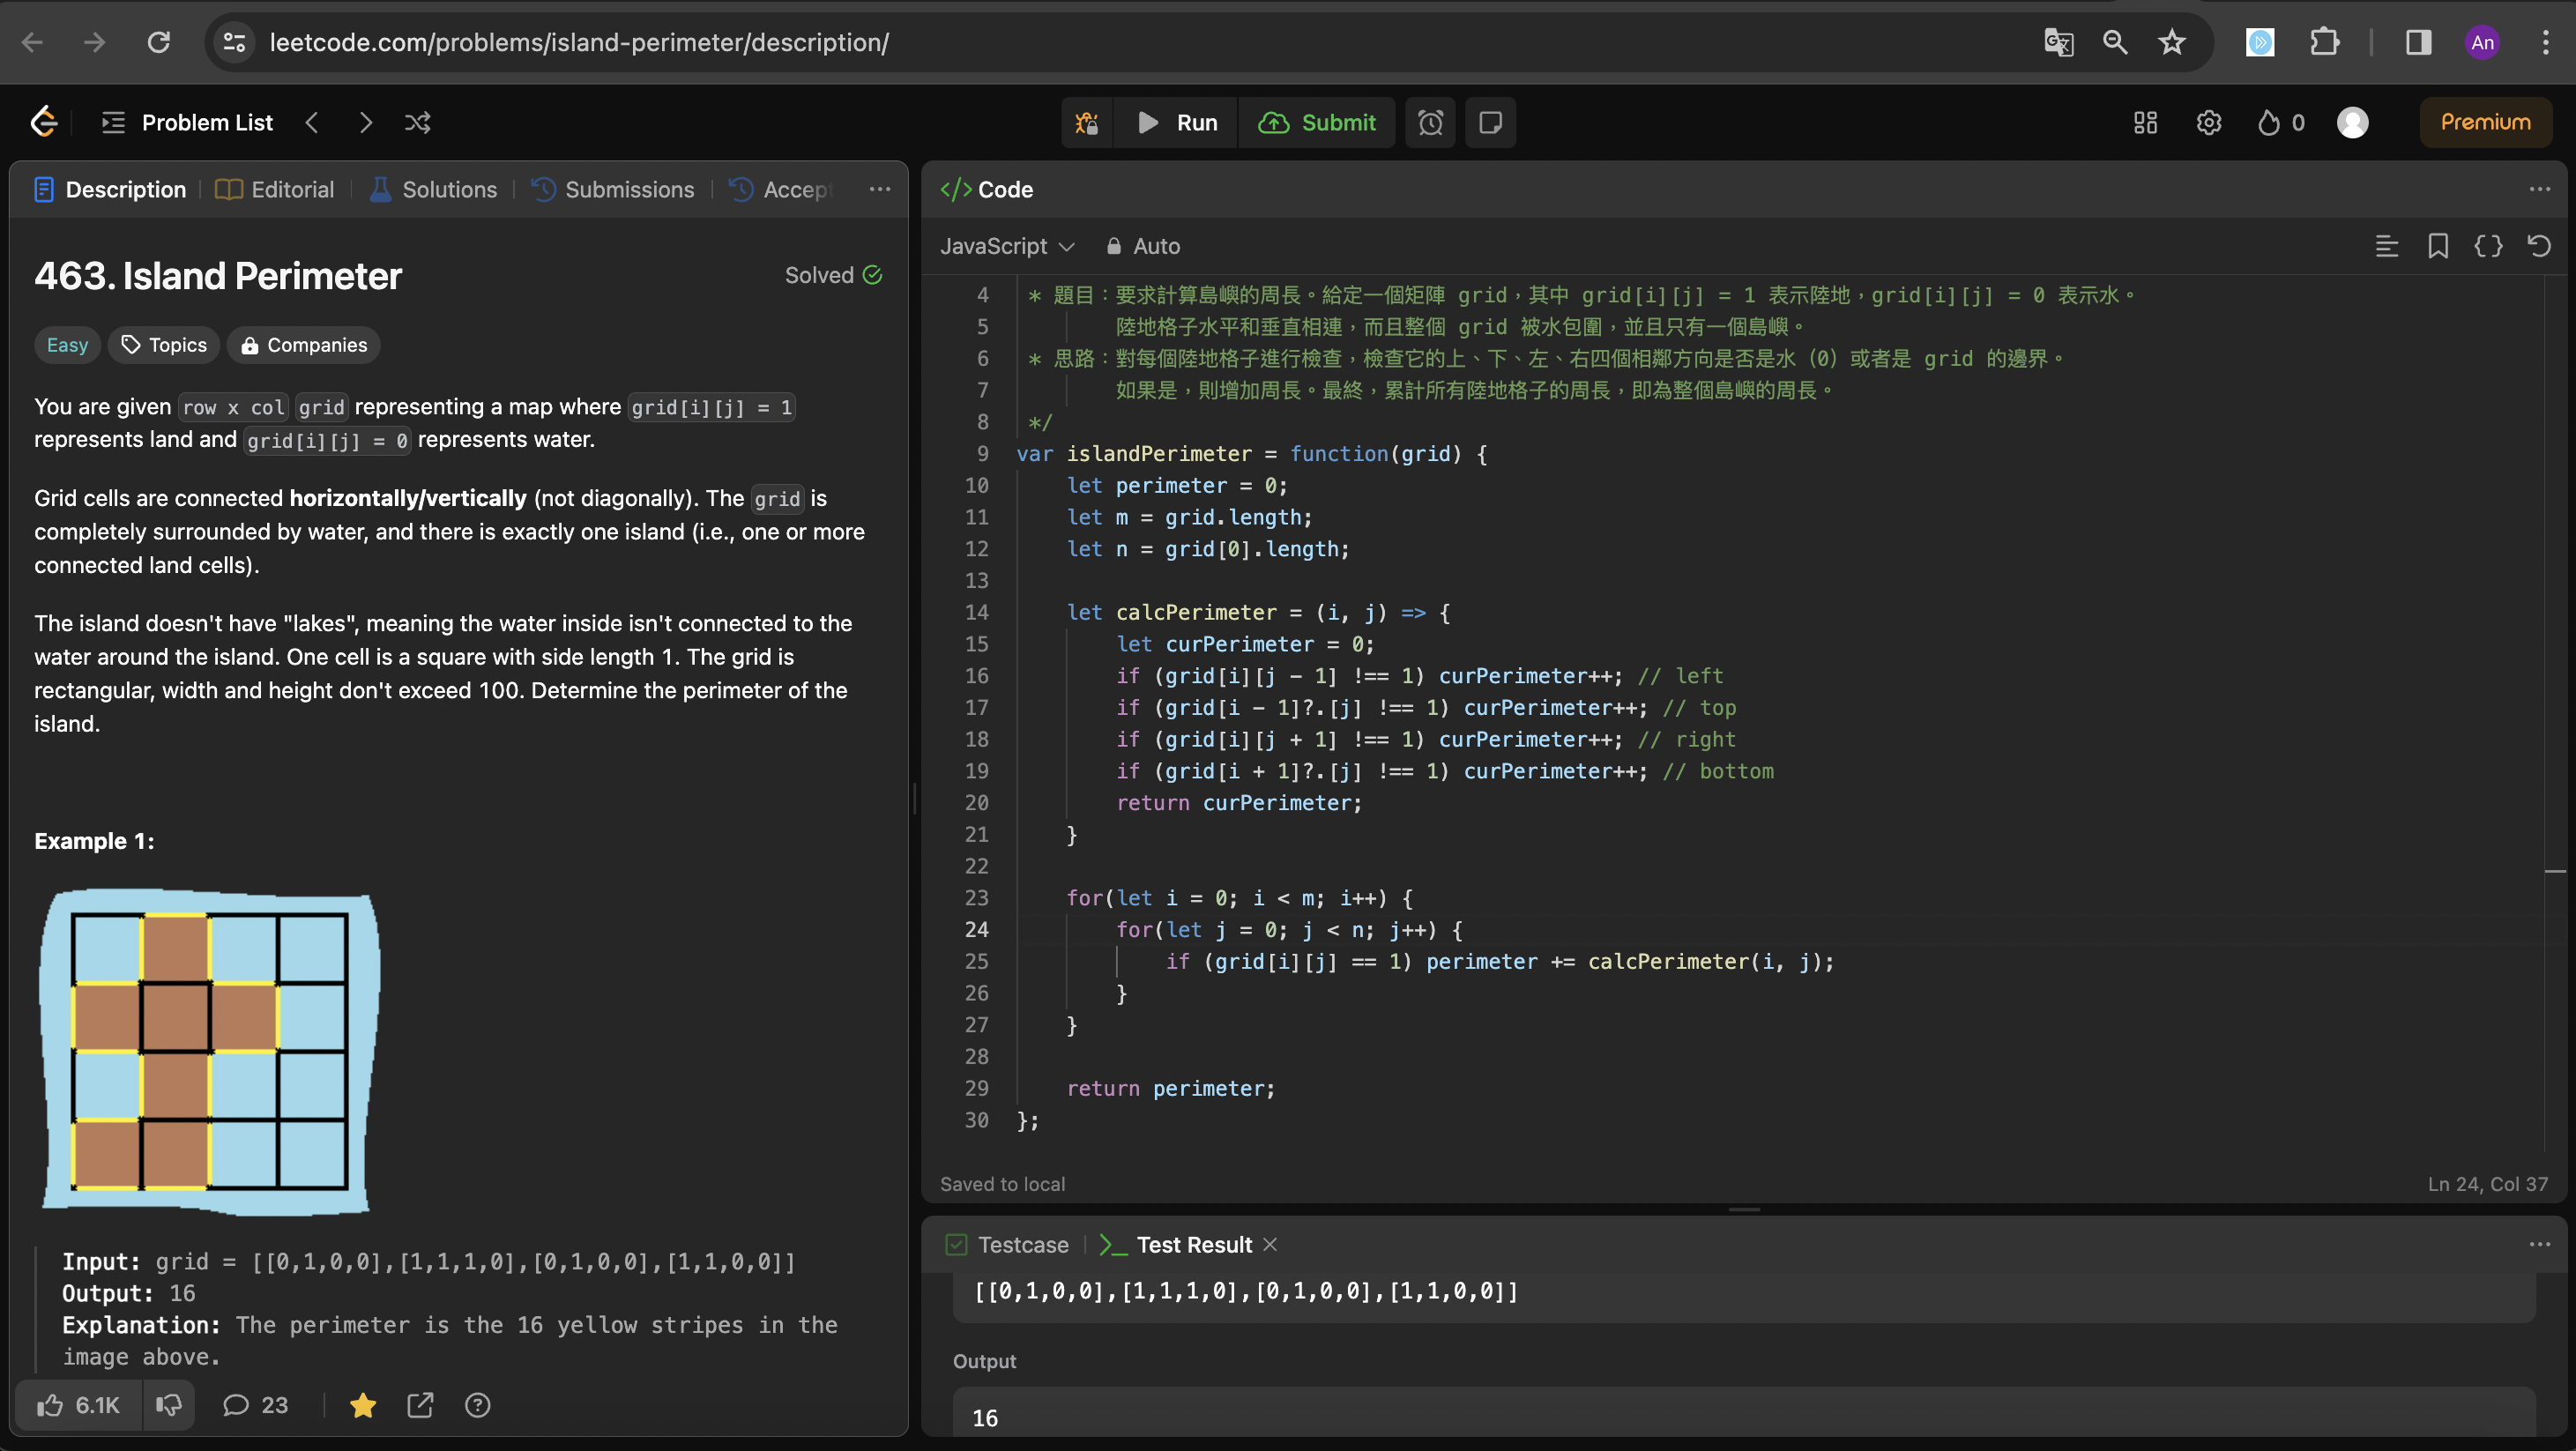 leetcode.com/problems/island-perimeter/description/
An
Problem List
Run
Submit
0
Premium
Description
Editorial
Solutions
Submissions
Accept
463. Island Perimeter
Solved
Easy
Topics
Companies
You are given row x col grid representing a map where grid[i][j] = 1
represents land and grid[i][j] = 0 represents water.
Grid cells are connected horizontally/vertically (not diagonally). The grid is
completely surrounded by water, and there is exactly one island (i.e., one or more
connected land cells).
The island doesn't have "lakes", meaning the water inside isn't connected to the
water around the island. One cell is a square with side length 1. The grid is
rectangular, width and height don't exceed 100. Determine the perimeter of the
island.
Example 1:
Input: grid = [[0,1,0,0],[1,1,1,0],[0,1,0,0],[1,1,0,0]]
Output: 16
Explanation: The perimeter is the 16 yellow stripes in the
image above.
6.1K
23
</> Code
JavaScript
Auto
4 * 題目：要求計算島嶼的周長。給定一個矩陣 grid，其中 grid[i][j] = 1 表示陸地，grid[i][j] = 0 表示水。
5 陸地格子水平和垂直相連，而且整個 grid 被水包圍，並且只有一個島嶼。
6 * 思路：對每個陸地格子進行檢查，檢查它的上、下、左、右四個相鄰方向是否是水（0）或者是 grid 的邊界。
7 如果是，則增加周長。最終，累計所有陸地格子的周長，即為整個島嶼的周長。
8 */
9 var islandPerimeter = function(grid) {
10 let perimeter = 0;
11 let m = grid.length;
12 let n = grid[0].length;
13
14 let calcPerimeter = (i, j) => {
15 let curPerimeter = 0;
16 if (grid[i][j - 1] !== 1) curPerimeter++; // left
17 if (grid[i - 1]?.[j] !== 1) curPerimeter++; // top
18 if (grid[i][j + 1] !== 1) curPerimeter++; // right
19 if (grid[i + 1]?.[j] !== 1) curPerimeter++; // bottom
20 return curPerimeter;
21 }
22
23 for(let i = 0; i < m; i++) {
24 for(let j = 0; j < n; j++) {
25 if (grid[i][j] == 1) perimeter += calcPerimeter(i, j);
26 }
27 }
28
29 return perimeter;
30 };
Saved to local
Ln 24, Col 37
Testcase
Test Result
[[0,1,0,0],[1,1,1,0],[0,1,0,0],[1,1,0,0]]
Output
16